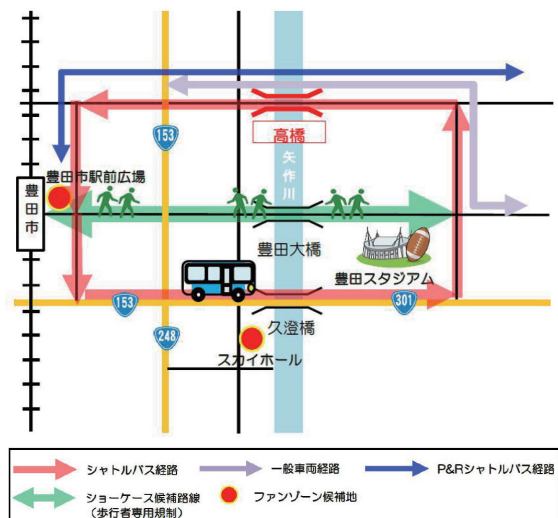 高橋
153
矢作川
豊田市駅前広場
豊田市
豊田大橋
豊田スタジアム
153
301
248
久澄橋
スカイホール
シャトルバス経路
一般車両経路
P&Rシャトルバス経路
ショーケース候補路線
(歩行者専用規制)
ファンゾーン候補地